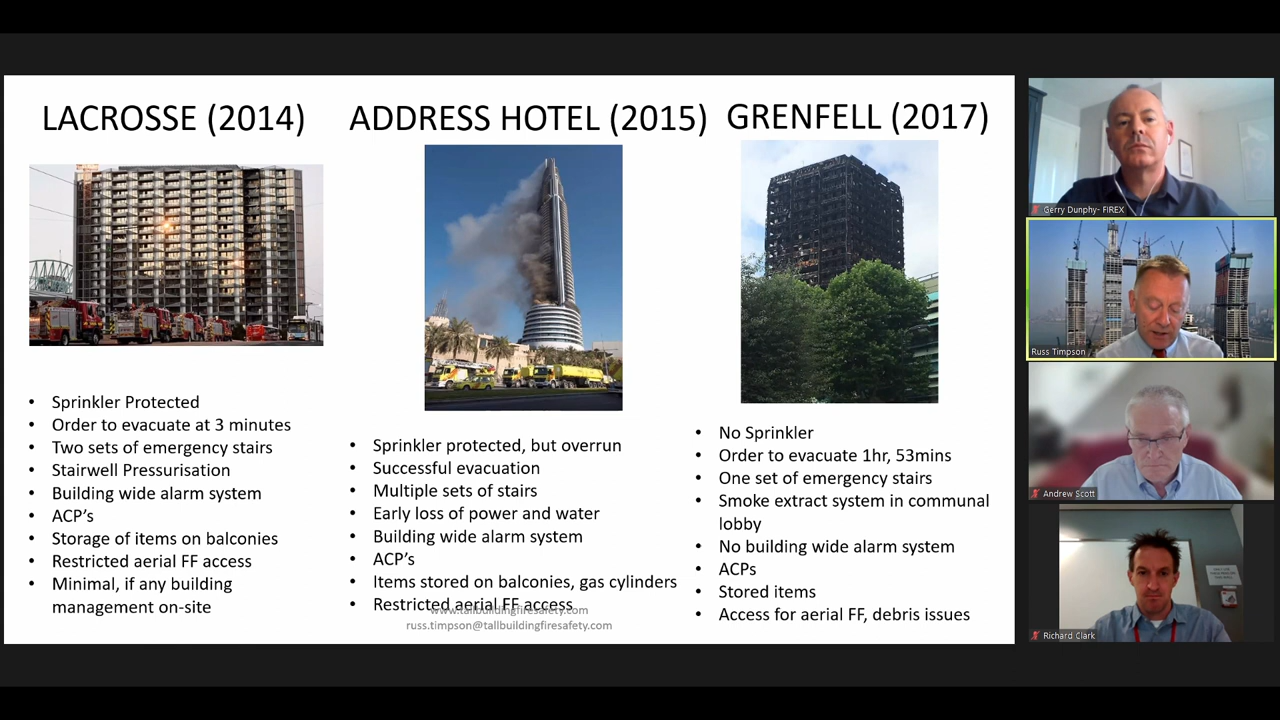 LACROSSE (2014)
• Sprinkler Protected
• Order to evacuate at 3 minutes
• Two sets of emergency stairs
• Stairwell Pressurisation
• Building wide alarm system
• ACP's
• Storage of items on balconies
• Restricted aerial FF access
• Minimal, if any building
management on-site
ADDRESS HOTEL (2015)
• Sprinkler protected, but overrun
• Successful evacuation
• Multiple sets of stairs
• Early loss of power and water
• Building wide alarm system
• ACP's
• Items stored on balconies, gas cylinders
• Restricted aerial FF access
www.tallbuildingfiresafety.com
russ.timpson@tallbuildingfiresafety.com
GRENFELL (2017)
• No Sprinkler
• Order to evacuate 1hr, 53mins
• One set of emergency stairs
• Smoke extract system in communal
lobby
• No building wide alarm system
• ACPs
• Stored items
• Access for aerial FF, debris issues
Gerry Dunphy- FIREX
Russ Timpson
Andrew Scott
Richard Clark